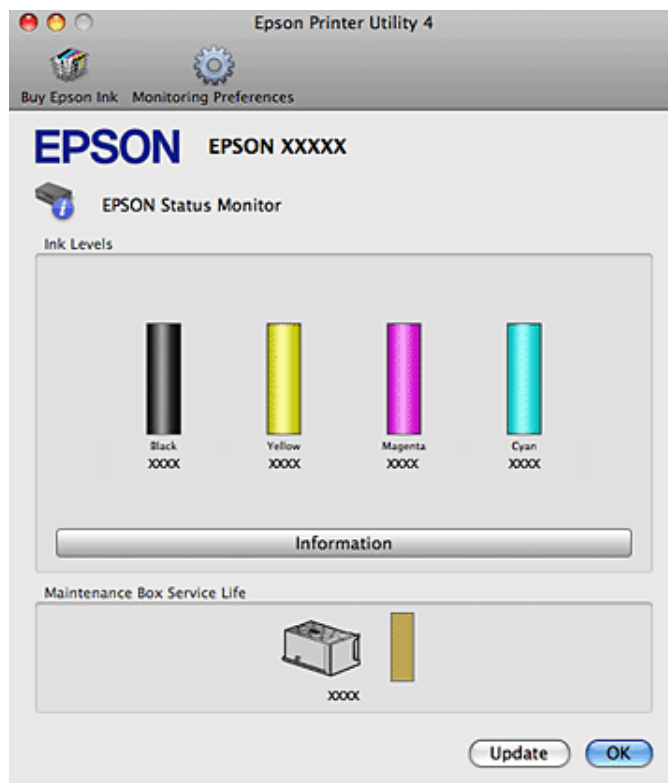 Epson Printer Utility 4
Buy Epson Ink Monitoring Preferences
EPSON EPSON XXXXX
EPSON Status Monitor
Ink Levels
Black Yellow Magenta Cyan
XXXX XXXX XXXX XXXX
Information
Maintenance Box Service Life
XXXX
Update OK